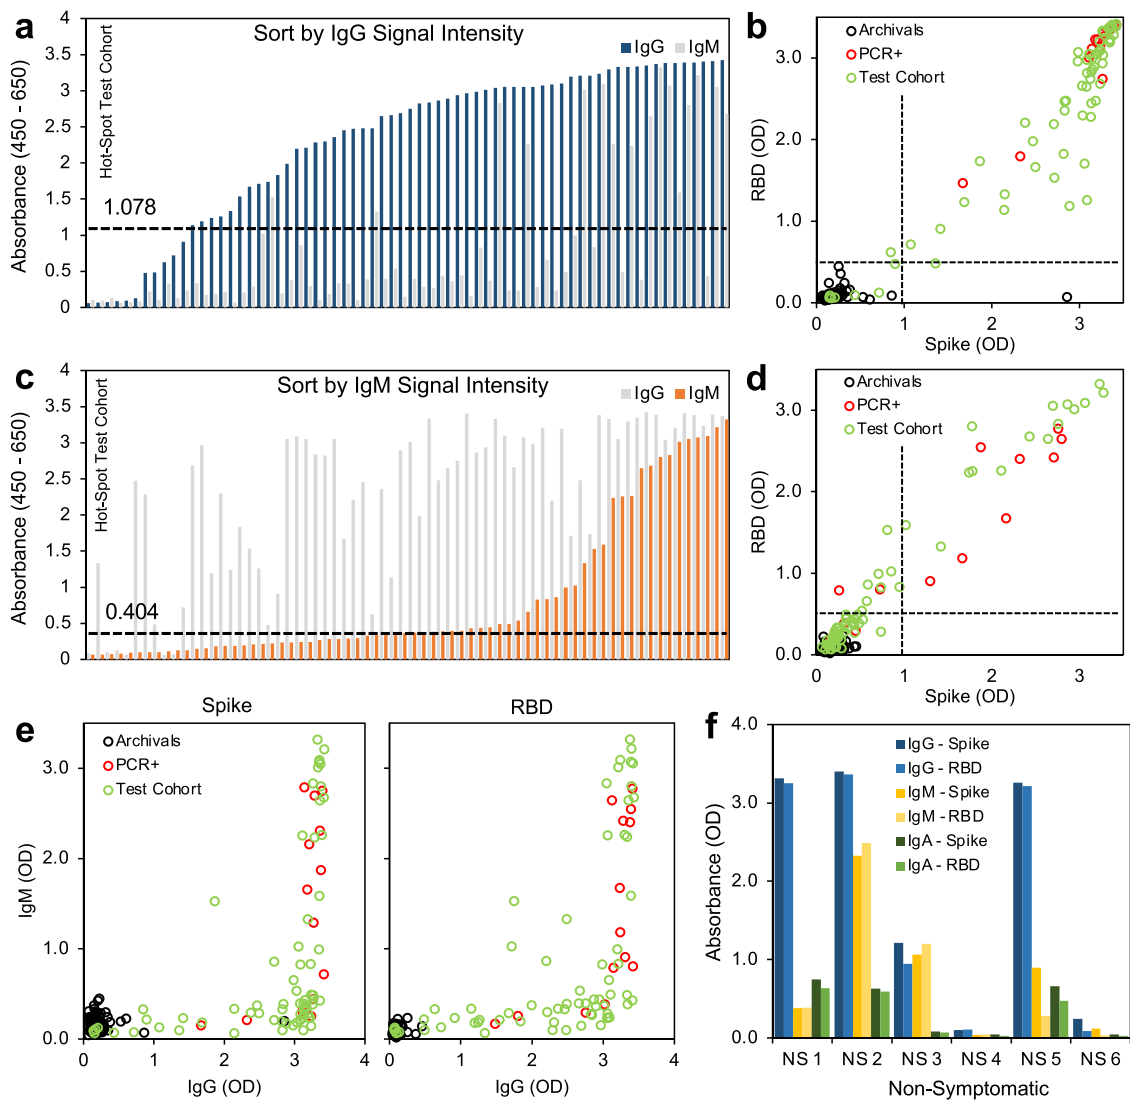 a
Sort by IgG Signal Intensity
IgG IgM
Hot-Spot Test Cohort
Absorbance (450 - 650)
4
3.5
3
2.5
2
1.5
1
0.5
0
1.078
b
Archivals
PCR+
Test Cohort
RBD (OD)
3.0
2.0
1.0
0.0
0 1 2 3
Spike (OD)
c
Sort by IgM Signal Intensity
IgG IgM
Hot-Spot Test Cohort
Absorbance (450 - 650)
4
3.5
3
2.5
2
1.5
1
0.5
0
0.404
d
Archivals
PCR+
Test Cohort
RBD (OD)
3.0
2.0
1.0
0.0
0 1 2 3
Spike (OD)
e
Spike
RBD
Archivals
PCR+
Test Cohort
IgM (OD)
3.0
2.0
1.0
0.0
0 1 2 3 4
0 1 2 3 4
IgG (OD)
IgG (OD)
f
IgG - Spike
IgG - RBD
IgM - Spike
IgM - RBD
IgA - Spike
IgA - RBD
Absorbance (OD)
4.0
3.0
2.0
1.0
0.0
NS 1 NS 2 NS 3 NS 4 NS 5 NS 6
Non-Symptomatic